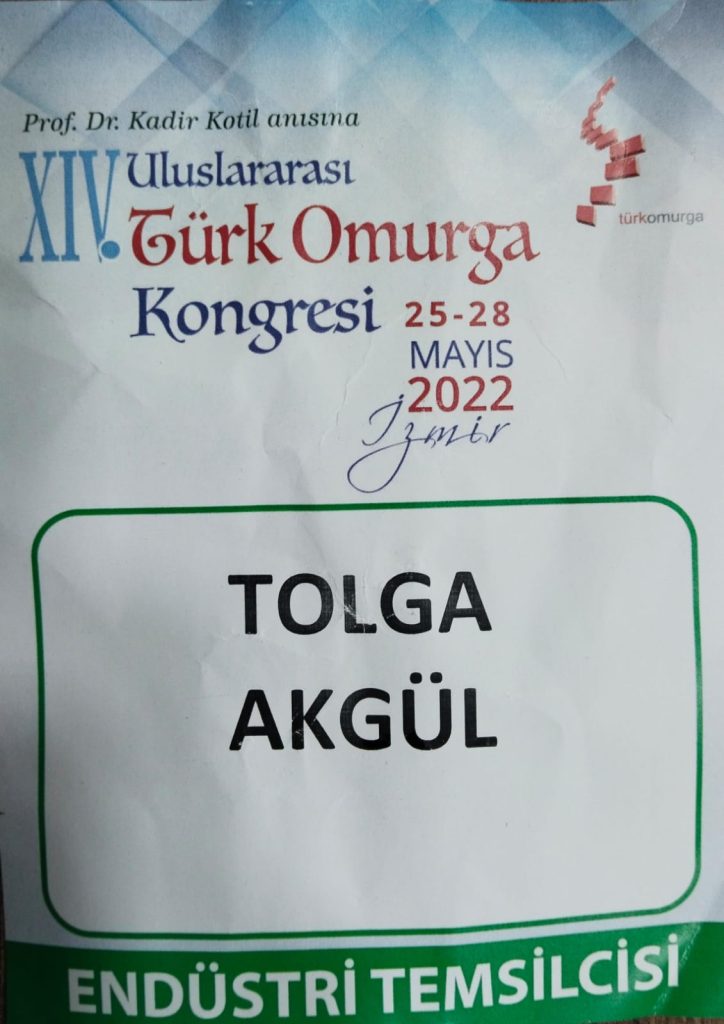 Prof. Dr. Kadir Kotil anısına
XIV. Uluslararası
Türk Omurga
Kongresi
25-28
MAYIS
2022
İzmir
türkomurga
TOLGA
AKGÜL
ENDÜSTRİ TEMSİLCİSİ